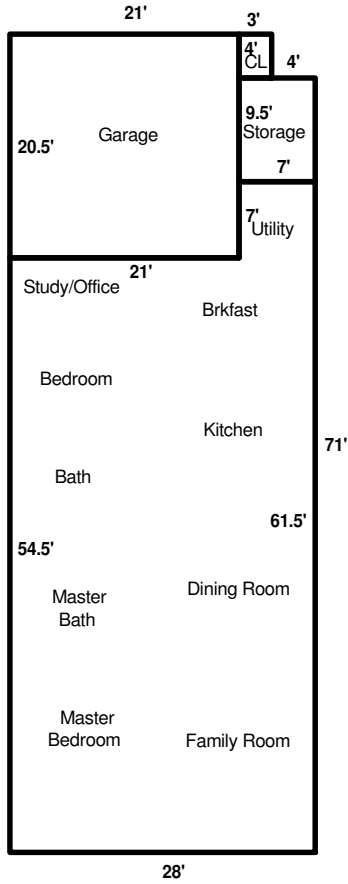 21'
3'
4'
CL
4'
Garage
9.5'
Storage
20.5'
7'
7'
Utility
21'
Study/Office
Brkfast
Bedroom
Kitchen
71'
Bath
61.5'
54.5'
Dining Room
Master
Bath
Master
Bedroom
Family Room
28'